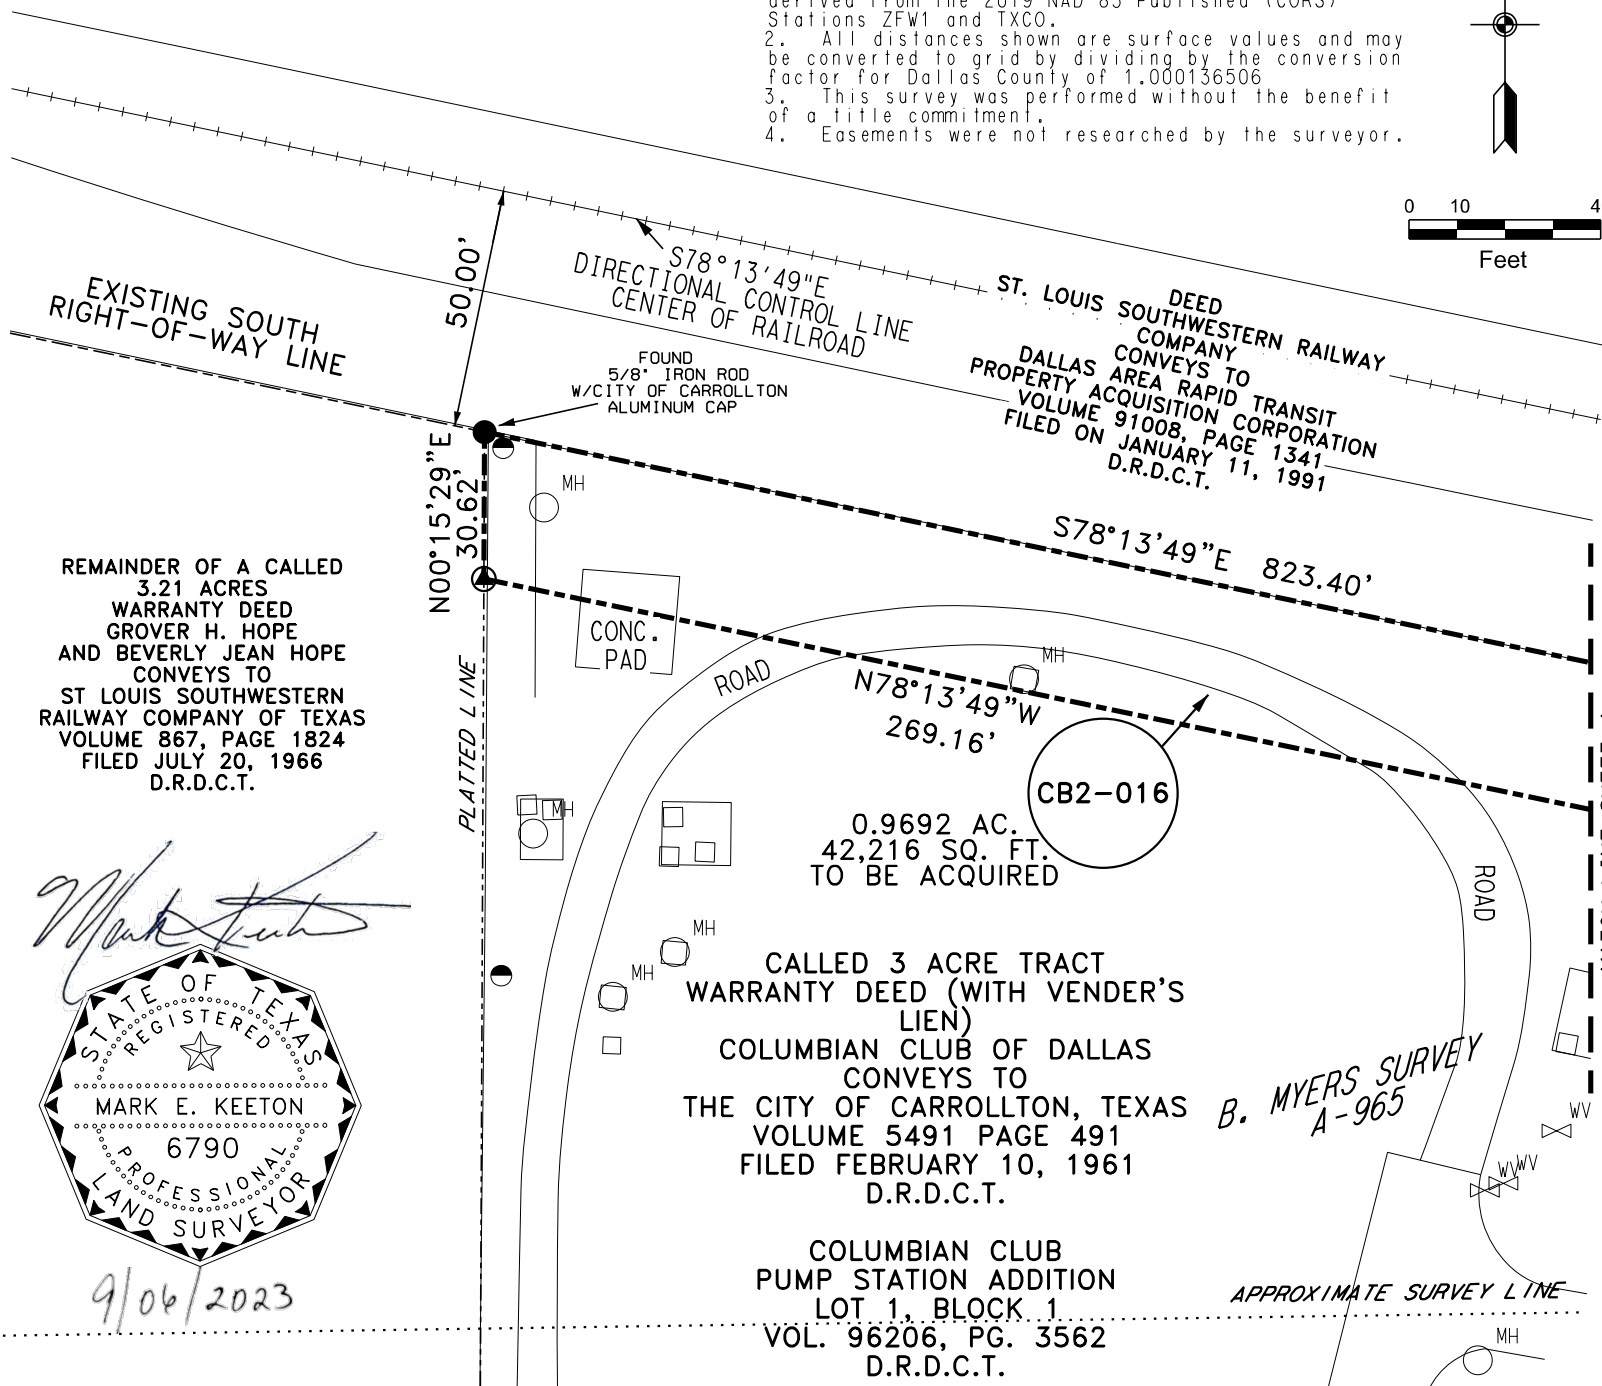 derived from the 2019 NAD 83 Published (CORS)
Stations ZFW1 and TXCO.
2. All distances shown are surface values and may
be converted to grid by dividing by the conversion
factor for Dallas County of 1.000136506
3. This survey was performed without the benefit
of a title commitment.
4. Easements were not researched by the surveyor.
0 10 4
Feet
50.00'
S78°13'49"E
DIRECTIONAL CONTROL LINE
CENTER OF RAILROAD
EXISTING SOUTH
RIGHT-OF-WAY LINE
DEED
ST. LOUIS SOUTHWESTERN RAILWAY
COMPANY
CONVEYS TO
DALLAS AREA RAPID TRANSIT
PROPERTY ACQUISITION CORPORATION
VOLUME 91008, PAGE 1341
FILED ON JANUARY 11, 1991
D.R.D.C.T.
FOUND
5/8" IRON ROD
W/CITY OF CARROLLTON
ALUMINUM CAP
N00°15'29"E
30.62'
MH
S78°13'49"E 823.40'
REMAINDER OF A CALLED
3.21 ACRES
WARRANTY DEED
GROVER H. HOPE
AND BEVERLY JEAN HOPE
CONVEYS TO
ST LOUIS SOUTHWESTERN
RAILWAY COMPANY OF TEXAS
VOLUME 867, PAGE 1824
FILED JULY 20, 1966
D.R.D.C.T.
CONC.
PAD
ROAD
MH
N78°13'49"W
269.16'
PLATTED LINE
CB2-016
MH
0.9692 AC.
42,216 SQ. FT.
TO BE ACQUIRED
ROAD
MH
MH
CALLED 3 ACRE TRACT
WARRANTY DEED (WITH VENDER'S
LIEN)
COLUMBIAN CLUB OF DALLAS
CONVEYS TO
THE CITY OF CARROLLTON, TEXAS
VOLUME 5491 PAGE 491
FILED FEBRUARY 10, 1961
D.R.D.C.T.
B. MYERS SURVEY
A-965
WV
WV
WV
Mark Keeton
STATE OF TEXAS
REGISTERED
MARK E. KEETON
6790
PROFESSIONAL
LAND SURVEYOR
9/06/2023
COLUMBIAN CLUB
PUMP STATION ADDITION
LOT 1, BLOCK 1
VOL. 96206, PG. 3562
D.R.D.C.T.
APPROXIMATE SURVEY LINE
MH